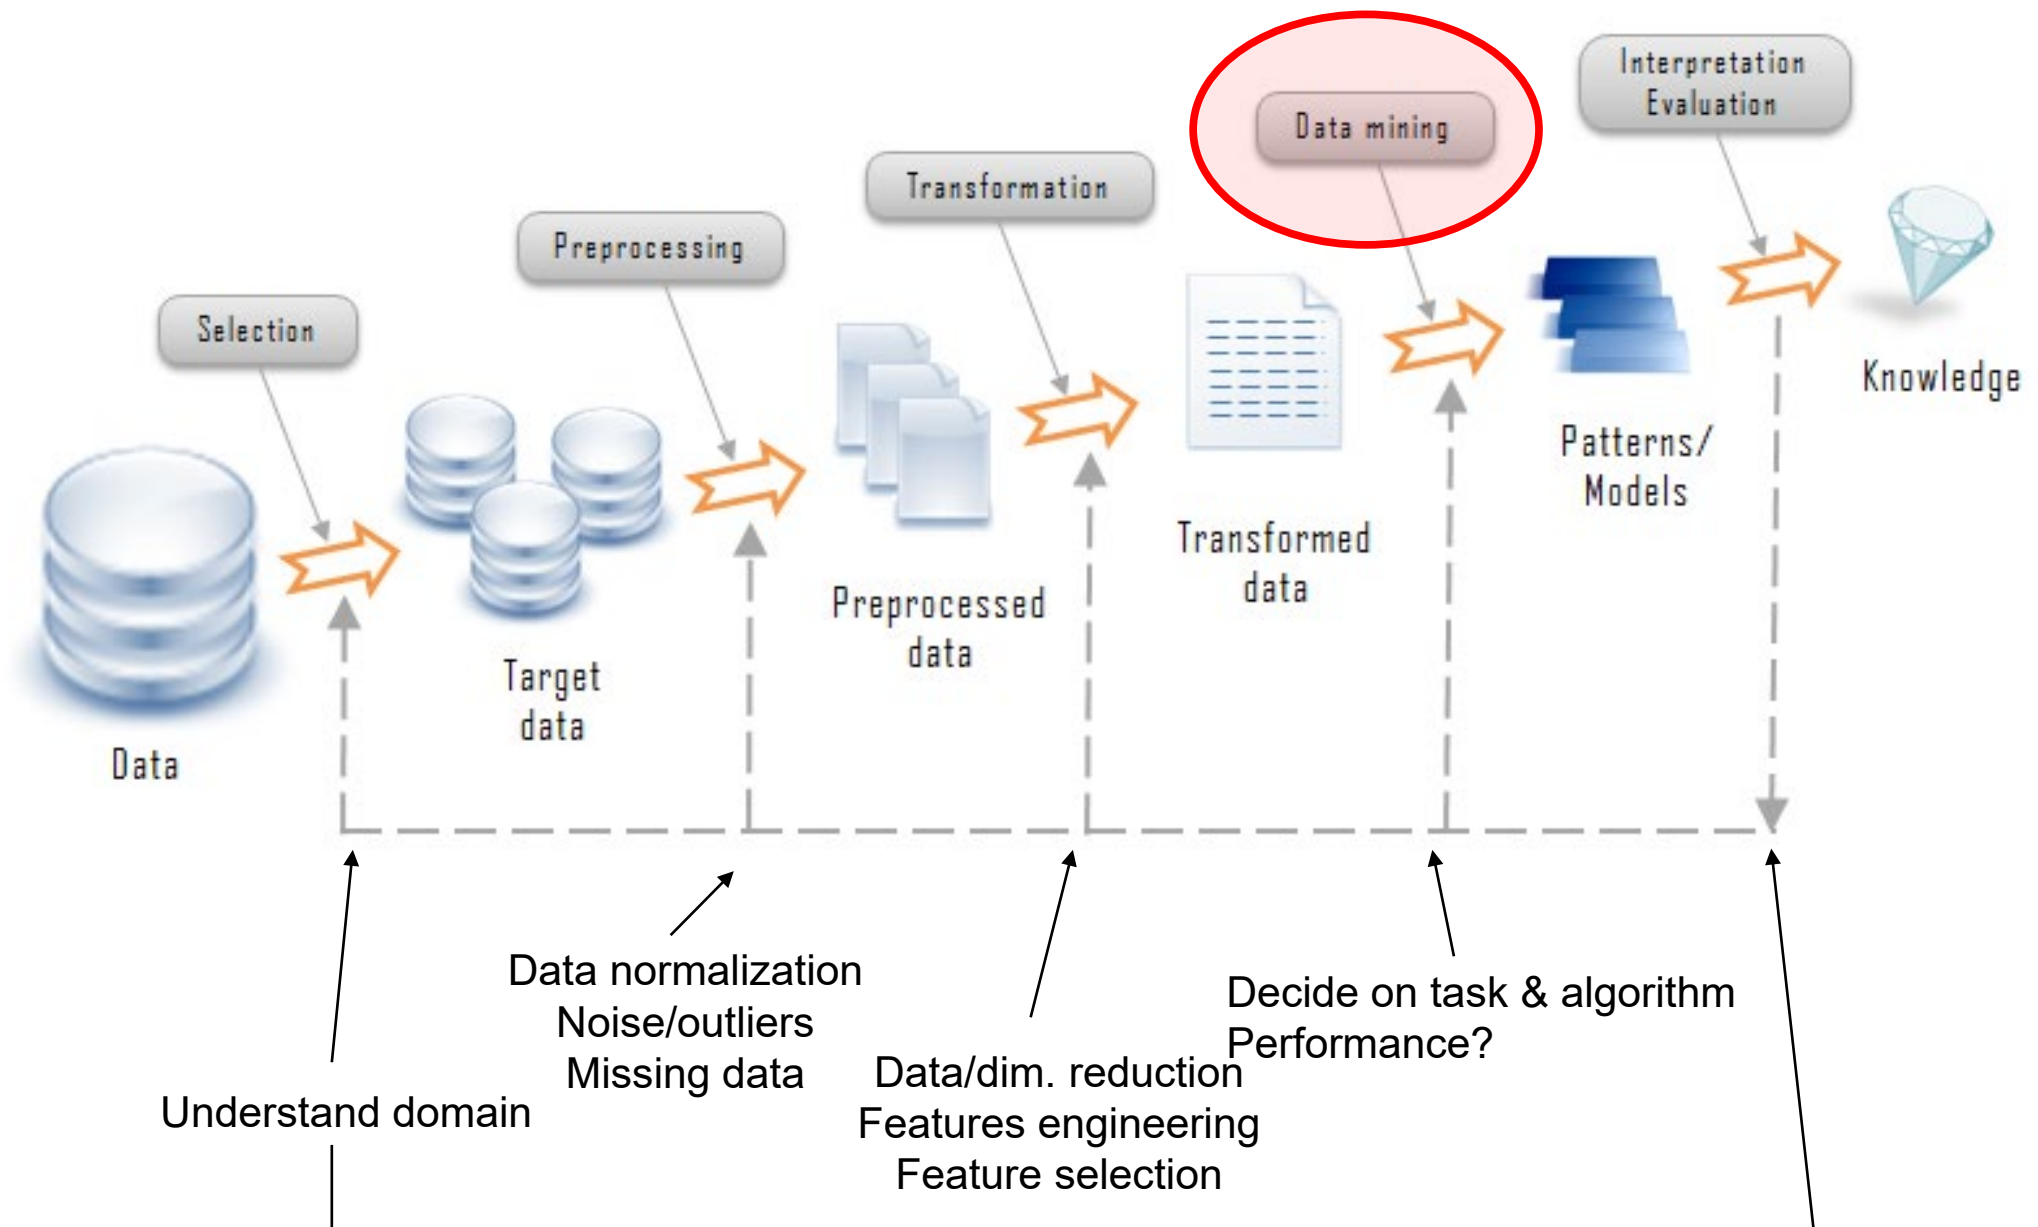 Interpretation
Evaluation
Data mining
Transformation
Preprocessing
Selection
Knowledge
Patterns/
Models
Transformed
data
Preprocessed
data
Target
data
Data
Data normalization
Noise/outliers
Missing data
Decide on task & algorithm
Performance?
Understand domain
Data/dim. reduction
Features engineering
Feature selection